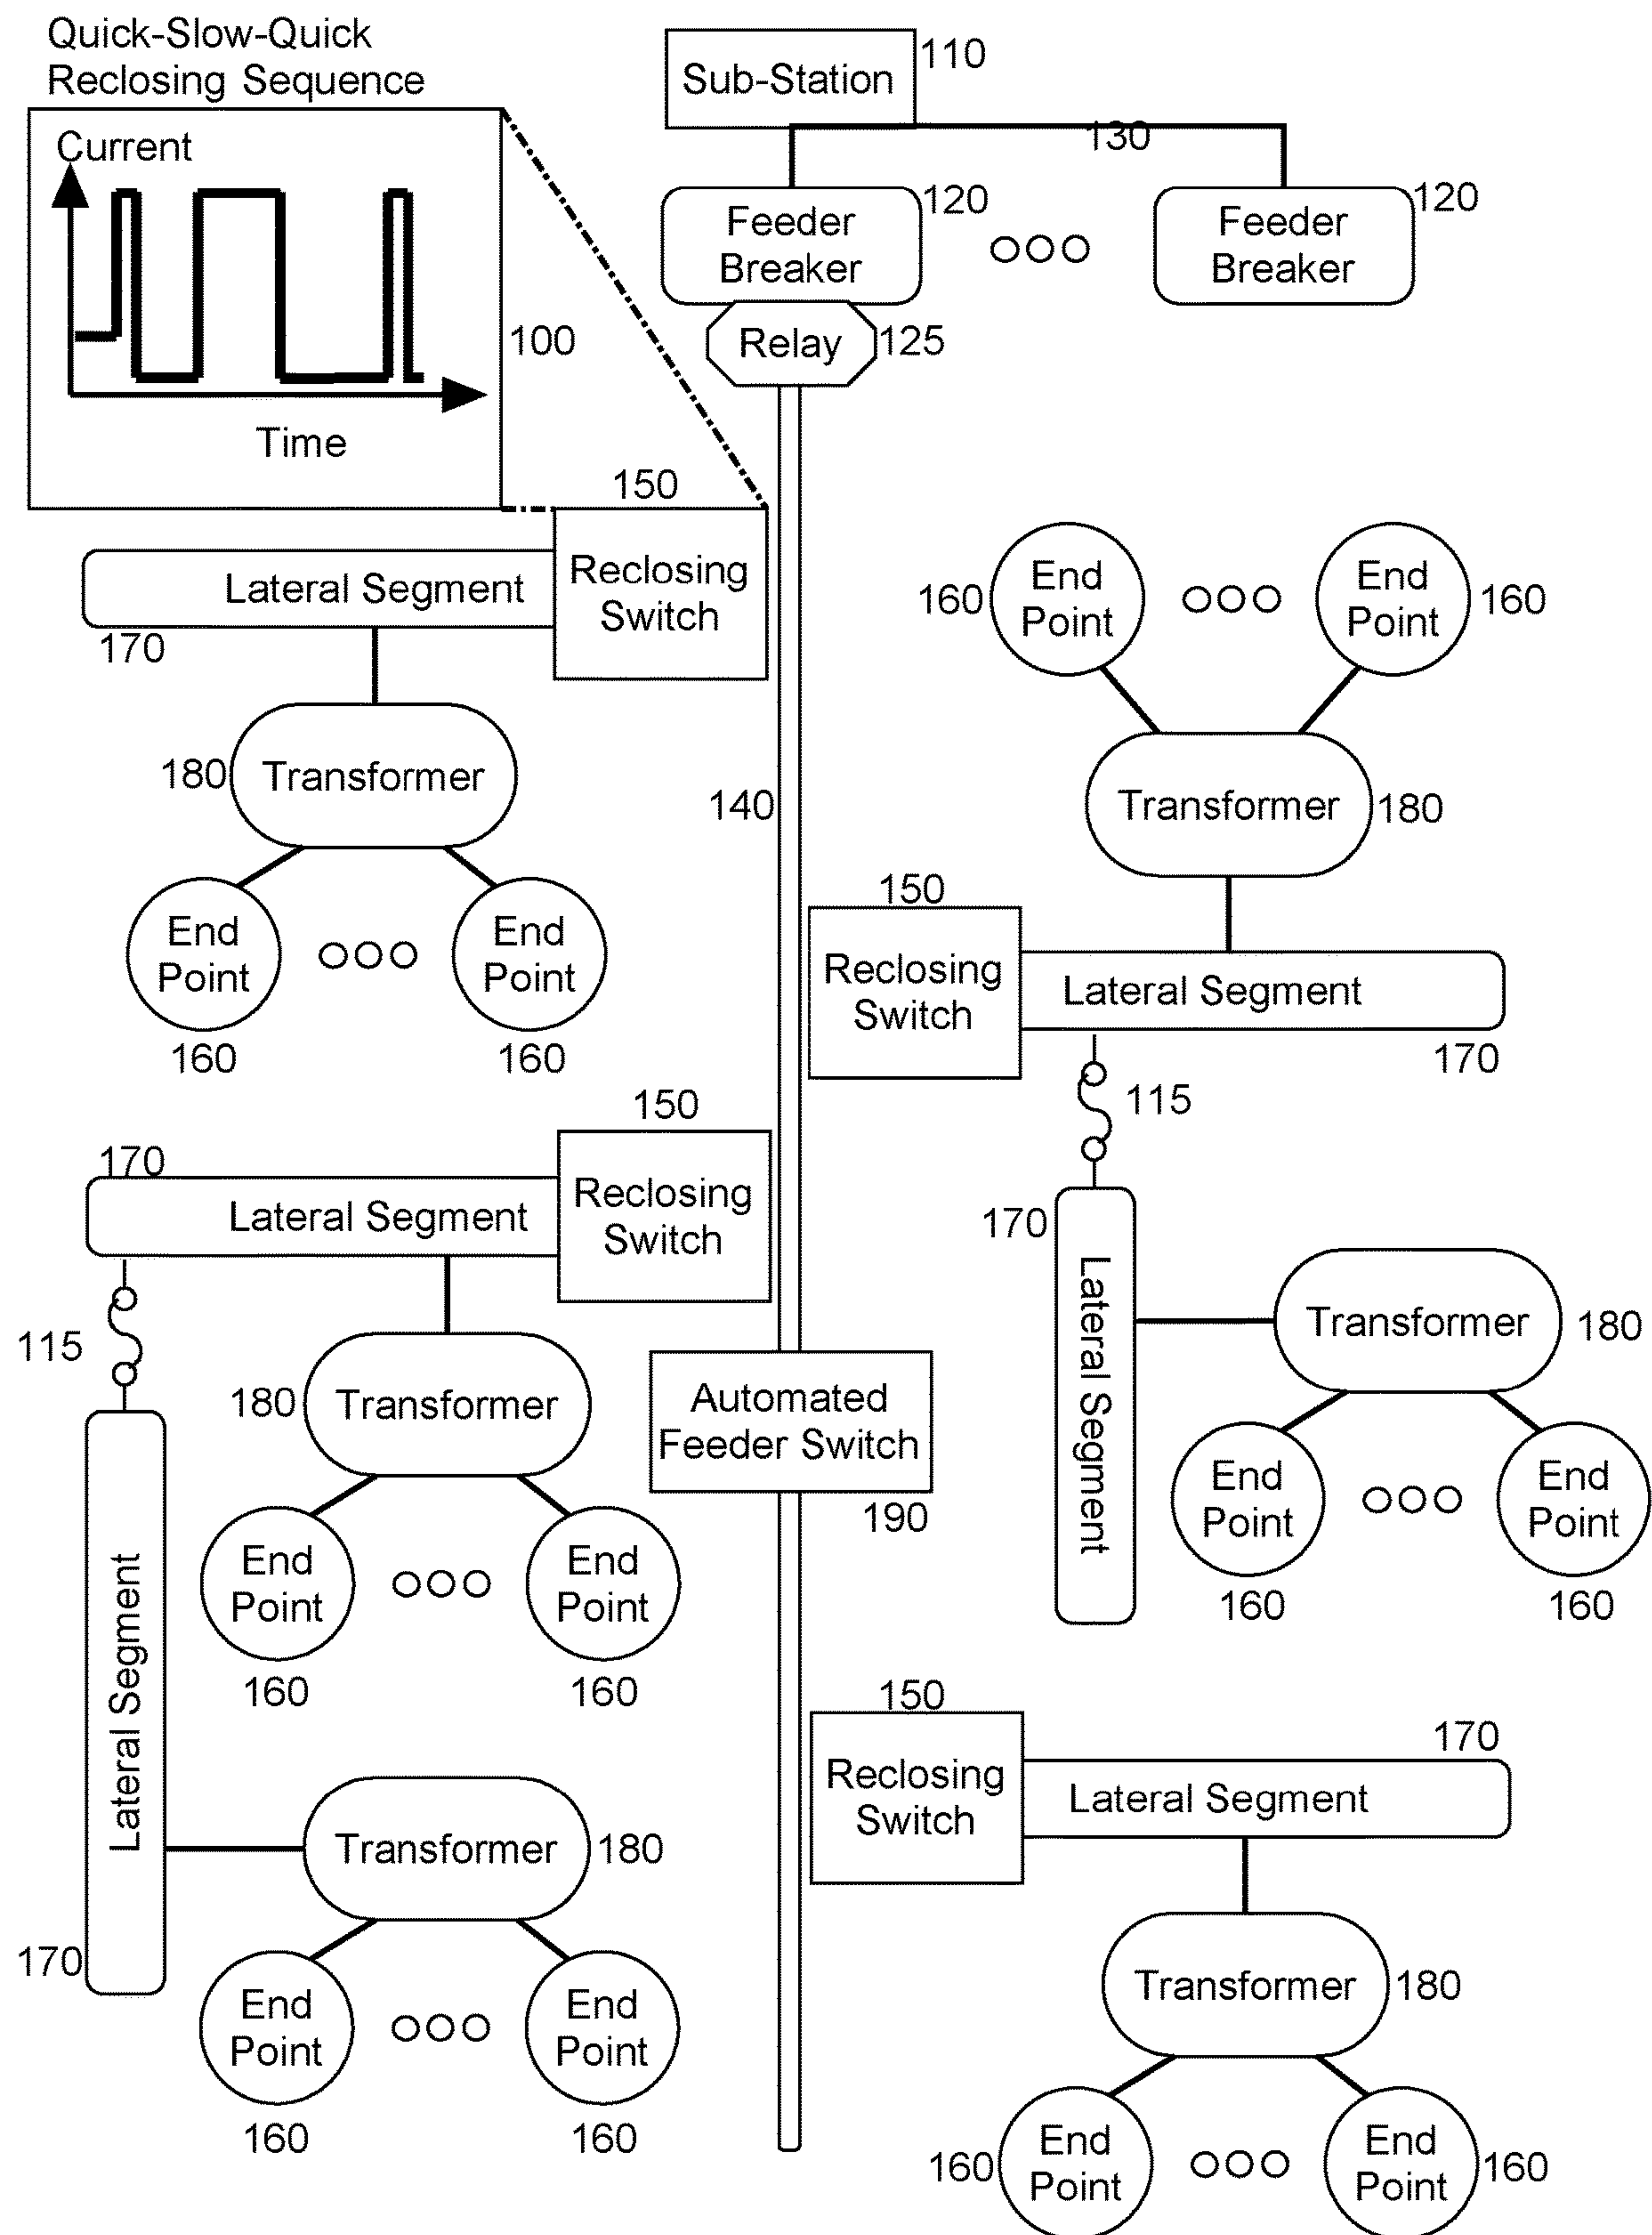 Quick-Slow-Quick
Reclosing Sequence
Current
Time
100
Sub-Station
110
130
Feeder
Breaker
120
Feeder
Breaker
120
Relay
125
140
150
Reclosing
Switch
Lateral Segment
170
180
Transformer
End
Point
End
Point
160
160
160
End
Point
End
Point
160
Transformer
180
150
Reclosing
Switch
Lateral Segment
170
115
170
Lateral Segment
Transformer
180
End
Point
End
Point
160
160
150
170
Lateral Segment
Reclosing
Switch
115
180
Transformer
End
Point
End
Point
160
160
Automated
Feeder Switch
190
Lateral Segment
170
Transformer
180
End
Point
End
Point
160
160
150
Reclosing
Switch
170
Lateral Segment
Transformer
180
160
End
Point
End
Point
160